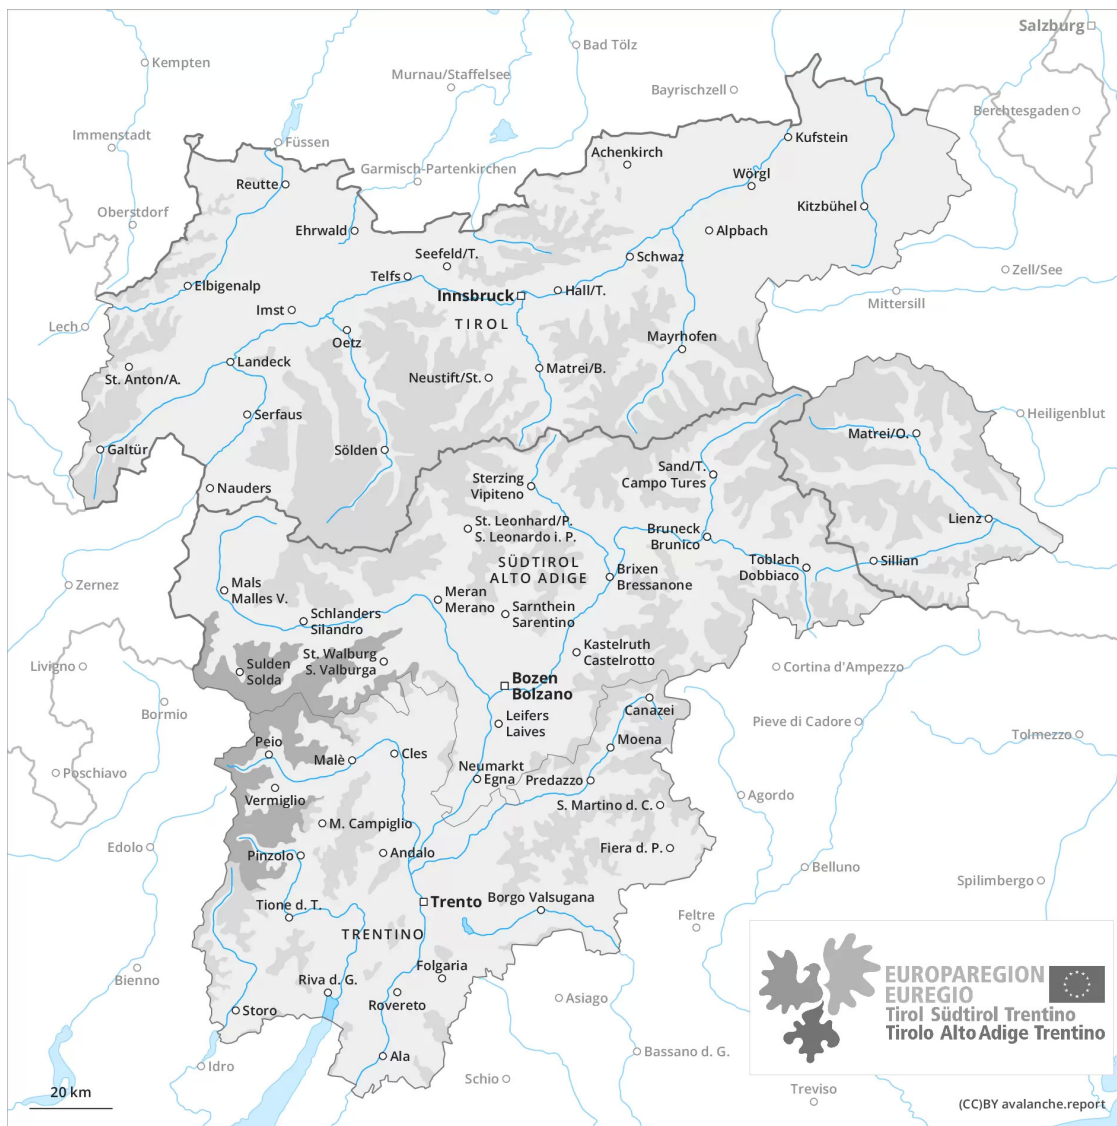 Salzburg
Bad Tölz
Kempten
Murnau/Staffelsee
Bayrischzell
Berchtesgaden
Immenstadt
Füssen
Kufstein
Achenkirch
Garmisch-Partenkirchen
Wörgl
Reutte
Kitzbühel
Oberstdorf
Ehrwald
Alpbach
Seefeld/T.
Schwaz
Telfs
Zell/See
Elbigenalp
Innsbruck
Hall/T.
Mittersill
Imst
TIROL
Lech
Oetz
Mayrhofen
Landeck
Matrei/B.
St. Anton/A.
Neustift/St.
Serfaus
Heiligenblut
Matrei/O.
Galtür
Sölden
Sand/T.
Campo Tures
Sterzing
Vipiteno
Nauders
Lienz
St. Leonhard/P.
S. Leonardo i. P.
Bruneck
Brunico
SÜDTIROL
ALTO ADIGE
Toblach
Dobbiaco
Sillian
Brixen
Bressanone
Zernez
Mals
Malles V.
Meran
Merano
Sarnthein
Sarentino
Schlanders
Silandro
Kastelruth
Castelrotto
St. Walburg
S. Valburga
Livigno
Sulden
Solda
Cortina d'Ampezzo
Bozen
Bolzano
Bormio
Canazei
Leifers
Laives
Pieve di Cadore
Tolmezzo
Peio
Moena
Malè
Cles
Poschiavo
Neumarkt
Egna
Predazzo
Vermiglio
Agordo
S. Martino d. C.
M. Campiglio
Edolo
Pinzolo
Andalo
Fiera d. P.
Belluno
Spilimbergo
Tione d. T.
Trento
Borgo Valsugana
Feltre
TRENTINO
Bienno
Folgaria
Riva d. G.
Rovereto
Asiago
Storo
EUROPAREGION
EUREGIO
Tirol Südtirol Trentino
Tirolo Alto Adige Trentino
Ala
Bassano d. G.
Idro
Schio
Treviso
20 km
(CC)BY avalanche.report